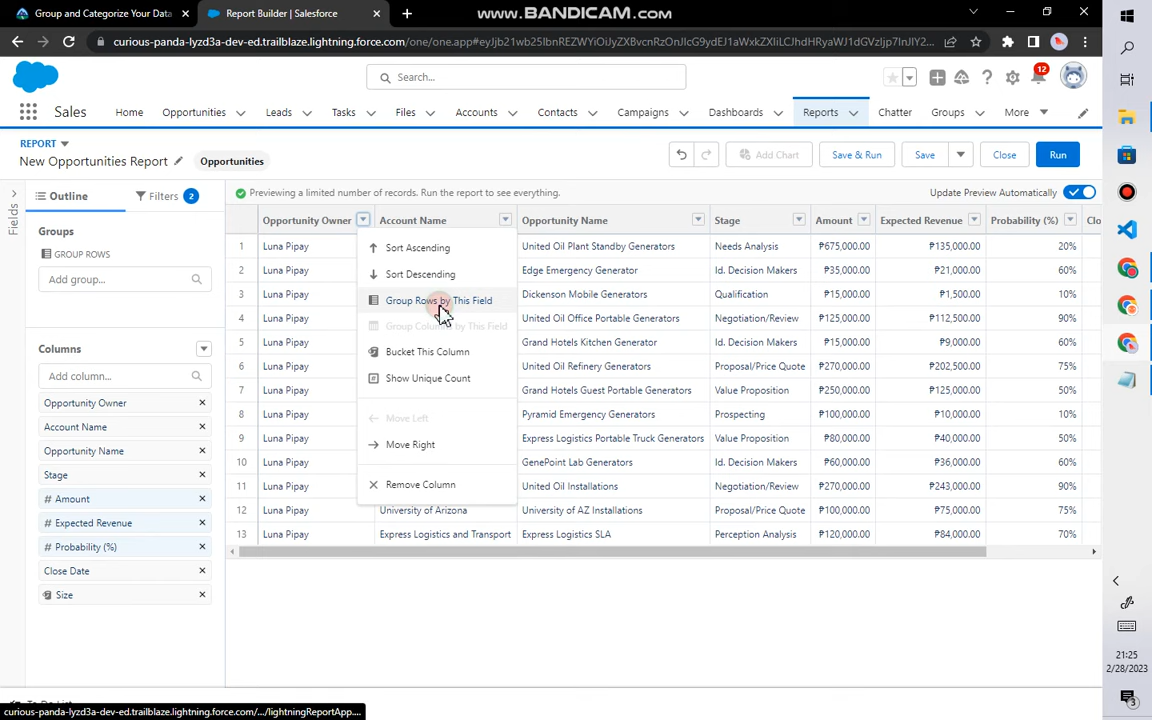 Group and Categorize Your Data
Report Builder | Salesforce
www.BANDICAM.com
curious-panda-lyzd3a-dev-ed.trailblaze.lightning.force.com
Search...
12
Sales
Home
Opportunities
Leads
Tasks
Files
Accounts
Contacts
Campaigns
Dashboards
Reports
Chatter
Groups
More
REPORT
New Opportunities Report
Opportunities
Add Chart
Save & Run
Save
Close
Run
Fields
Outline
Filters 2
Previewing a limited number of records. Run the report to see everything.
Update Preview Automatically
Groups
GROUP ROWS
Add group...
Columns
Add column...
Opportunity Owner
Account Name
Opportunity Name
Stage
# Amount
# Expected Revenue
# Probability (%)
Close Date
Size
Opportunity Owner Account Name Opportunity Name Stage Amount Expected Revenue Probability (%) Clo
1 Luna Pipay United Oil Plant Standby Generators Needs Analysis ₱675,000.00 ₱135,000.00 20%
2 Luna Pipay Edge Emergency Generator Id. Decision Makers ₱35,000.00 ₱21,000.00 60%
3 Luna Pipay Dickenson Mobile Generators Qualification ₱15,000.00 ₱1,500.00 10%
4 Luna Pipay United Oil Office Portable Generators Negotiation/Review ₱125,000.00 ₱112,500.00 90%
5 Luna Pipay Grand Hotels Kitchen Generator Id. Decision Makers ₱15,000.00 ₱9,000.00 60%
6 Luna Pipay United Oil Refinery Generators Proposal/Price Quote ₱270,000.00 ₱202,500.00 75%
7 Luna Pipay Grand Hotels Guest Portable Generators Value Proposition ₱250,000.00 ₱125,000.00 50%
8 Luna Pipay Pyramid Emergency Generators Prospecting ₱100,000.00 ₱10,000.00 10%
9 Luna Pipay Express Logistics Portable Truck Generators Value Proposition ₱80,000.00 ₱40,000.00 50%
10 Luna Pipay GenePoint Lab Generators Id. Decision Makers ₱60,000.00 ₱36,000.00 60%
11 Luna Pipay United Oil Installations Negotiation/Review ₱270,000.00 ₱243,000.00 90%
12 Luna Pipay University of Arizona University of AZ Installations Proposal/Price Quote ₱100,000.00 ₱75,000.00 75%
13 Luna Pipay Express Logistics and Transport Express Logistics SLA Perception Analysis ₱120,000.00 ₱84,000.00 70%
Sort Ascending
Sort Descending
Group Rows by This Field
Group Columns by This Field
Bucket This Column
Show Unique Count
Move Left
Move Right
Remove Column
curious-panda-lyzd3a-dev-ed.trailblaze.lightning.force.com/.../lightningReportApp....
21:25
2/28/2023
3